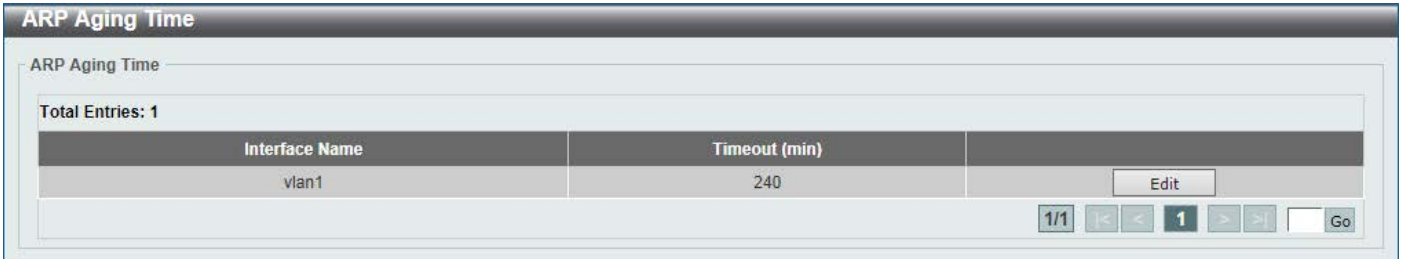 ARP Aging Time
ARP Aging Time
Total Entries: 1
Interface Name Timeout (min)
vlan1 240 Edit
1/1 |< < 1 > >| Go